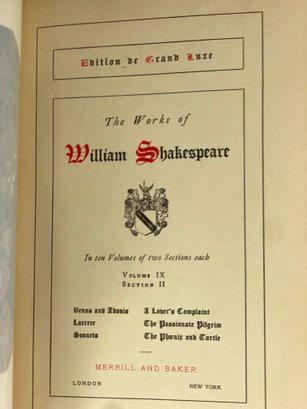 Edition de Grand Luxe
The Works of
William Shakespeare
In ten Volumes of two Sections each
VOLUME IX
SECTION II
Venus and Adonis
Lucrece
Sonnets
A Lover's Complaint
The Passionate Pilgrim
The Phœnix and Turtle
MERRILL AND BAKER
LONDON NEW YORK